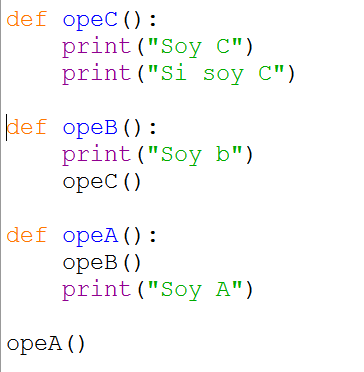 def opeC():
    print("Soy C")
    print("Si soy C")

def opeB():
    print("Soy b")
    opeC()

def opeA():
    opeB()
    print("Soy A")

opeA()